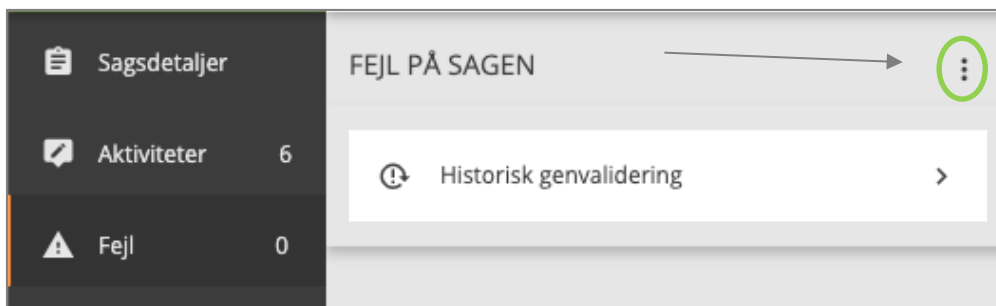 Sagsdetaljer
Aktiviteter 6
Fejl 0
FEJL PÅ SAGEN
Historisk genvalidering